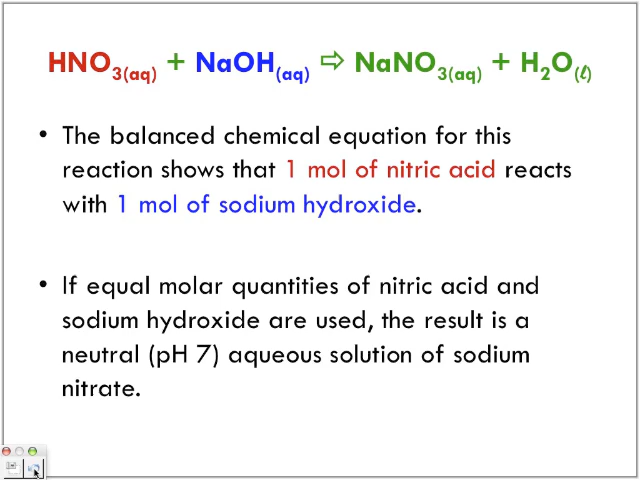 HNO3(aq) + NaOH(aq) ⇨ NaNO3(aq) + H2O(ℓ)
• The balanced chemical equation for this
reaction shows that 1 mol of nitric acid reacts
with 1 mol of sodium hydroxide.
• If equal molar quantities of nitric acid and
sodium hydroxide are used, the result is a
neutral (pH 7) aqueous solution of sodium
nitrate.